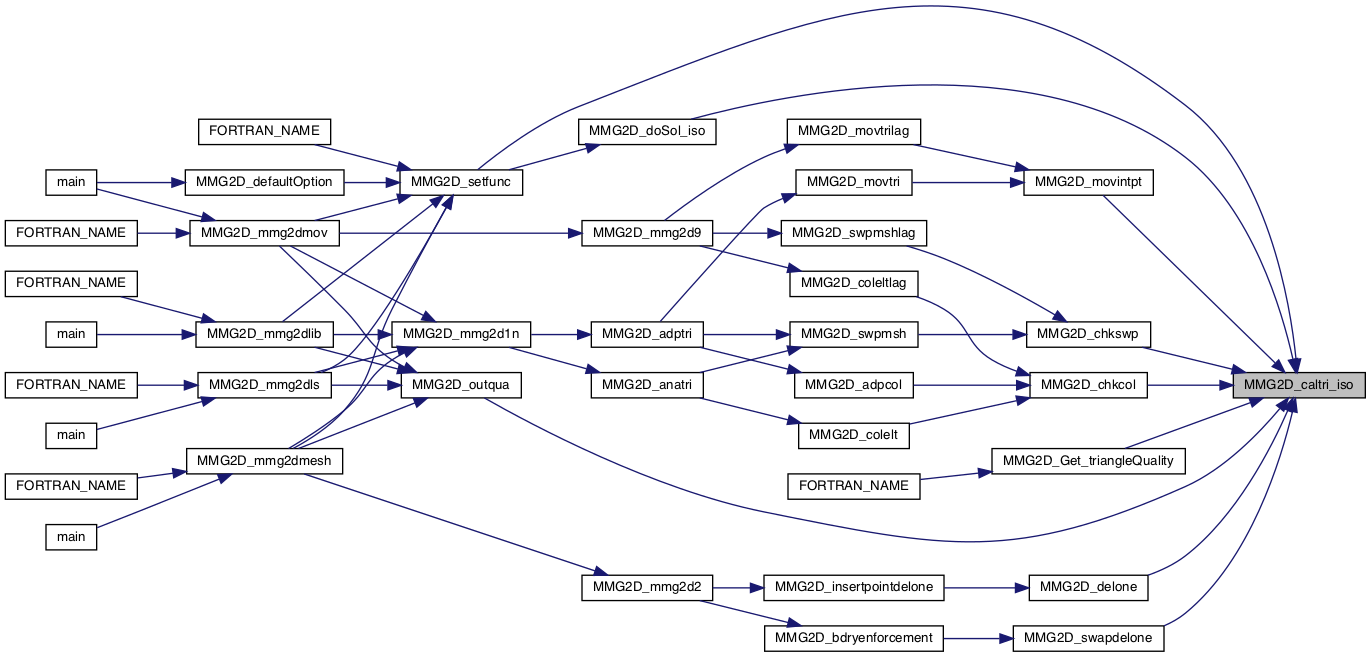 FORTRAN_NAME
MMG2D_doSol_iso
MMG2D_movtrilag
main
MMG2D_defaultOption
MMG2D_setfunc
MMG2D_movtri
MMG2D_movintpt
FORTRAN_NAME
MMG2D_mmg2dmov
MMG2D_mmg2d9
MMG2D_swpmshlag
FORTRAN_NAME
MMG2D_coleltlag
main
MMG2D_mmg2dlib
MMG2D_mmg2d1n
MMG2D_adptri
MMG2D_swpmsh
MMG2D_chkswp
FORTRAN_NAME
MMG2D_mmg2dls
MMG2D_outqua
MMG2D_anatri
MMG2D_adpcol
MMG2D_chkcol
MMG2D_caltri_iso
main
MMG2D_colelt
MMG2D_mmg2dmesh
MMG2D_Get_triangleQuality
FORTRAN_NAME
FORTRAN_NAME
main
MMG2D_mmg2d2
MMG2D_insertpointdelone
MMG2D_delone
MMG2D_bdryenforcement
MMG2D_swapdelone